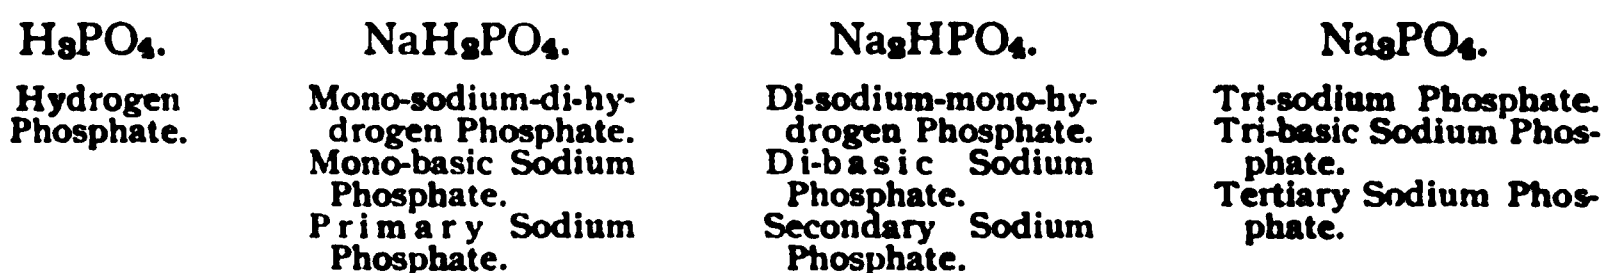 H₃PO₄.
Hydrogen
Phosphate.
NaH₂PO₄.
Mono-sodium-di-hy-
drogen Phosphate.
Mono-basic Sodium
Phosphate.
Primary Sodium
Phosphate.
Na₂HPO₄.
Di-sodium-mono-hy-
drogen Phosphate.
Di-basic Sodium
Phosphate.
Secondary Sodium
Phosphate.
Na₃PO₄.
Tri-sodium Phosphate.
Tri-basic Sodium Phos-
phate.
Tertiary Sodium Phos-
phate.